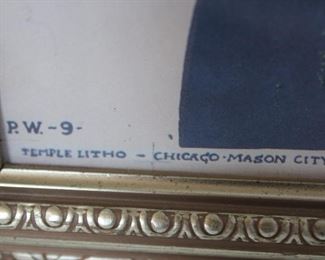 P.W. ~ 9 -
TEMPLE LITHO - CHICAGO · MASON CITY